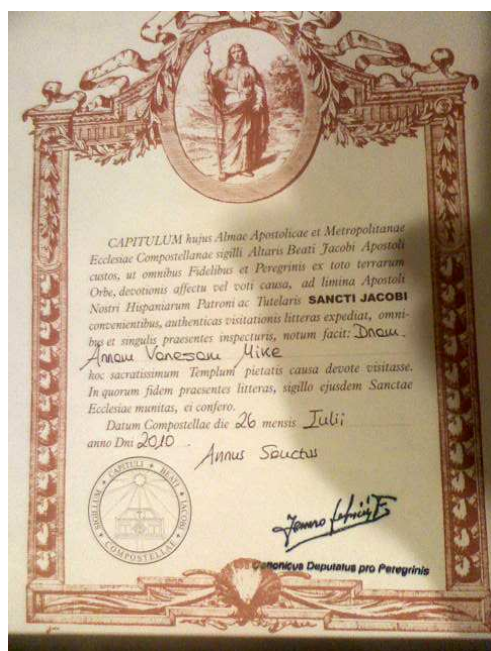 CAPITULUM hujus Almae Apostolicae et Metropolitanae
Ecclesiae Compostellanae sigilli Altaris Beati Jacobi Apostoli
custos, ut omnibus Fidelibus et Peregrinis ex toto terrarum
Orbe, devotionis affectu vel voti causa, ad limina Apostoli
Nostri Hispaniarum Patroni ac Tutelaris SANCTI JACOBI
convenientibus, authenticas visitationis litteras expediat, omni-
bus et singulis praesentes inspecturis, notum facit: Dnam.
Annam Vanesam Mike
hoc sacratissimum Templum pietatis causa devote visitasse.
In quorum fidem praesentes litteras, sigillo ejusdem Sanctae
Ecclesiae munitas, ei confero.
Datum Compostellae die 26 mensis Iulii
anno Dni 2010 .
Annus Sanctus
SIGILLUM CAPITULI BEATI JACOBI COMPOSTELLAE
Canonicus Deputatus pro Peregrinis